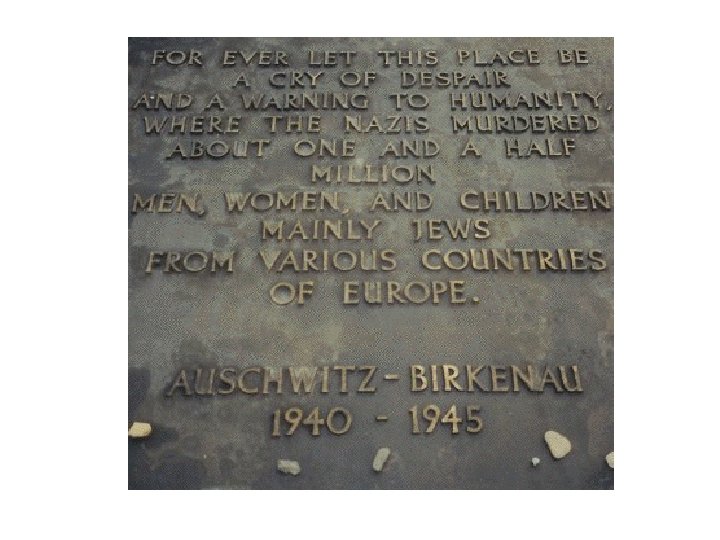 FOR EVER LET THIS PLACE BE
A CRY OF DESPAIR
AND A WARNING TO HUMANITY,
WHERE THE NAZIS MURDERED
ABOUT ONE AND A HALF
MILLION
MEN, WOMEN, AND CHILDREN
MAINLY JEWS
FROM VARIOUS COUNTRIES
OF EUROPE.
AUSCHWITZ-BIRKENAU
1940 - 1945